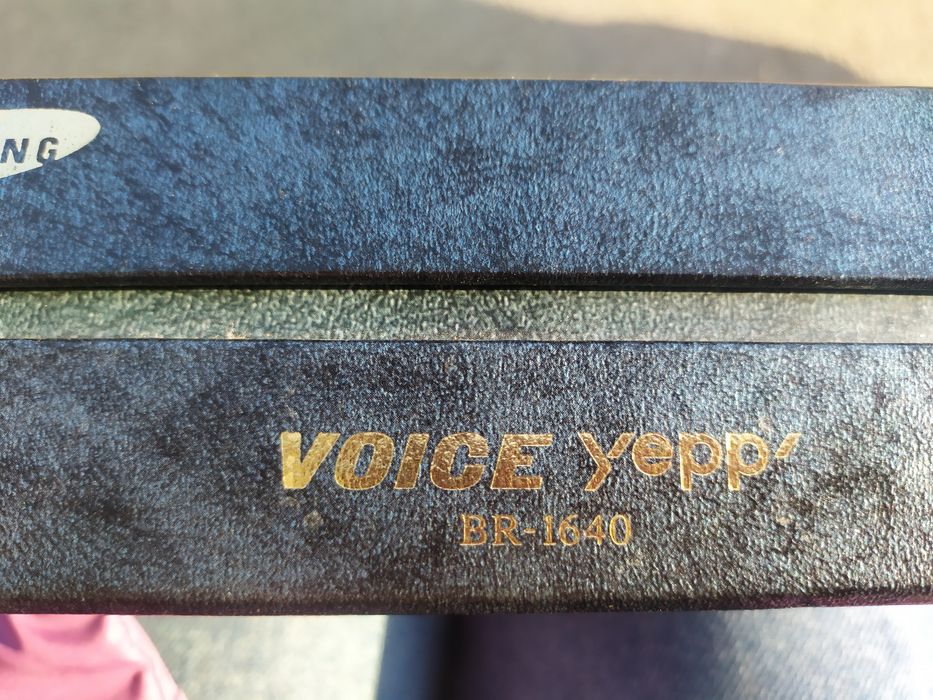 NG
VOICE yepp'
BR-1640